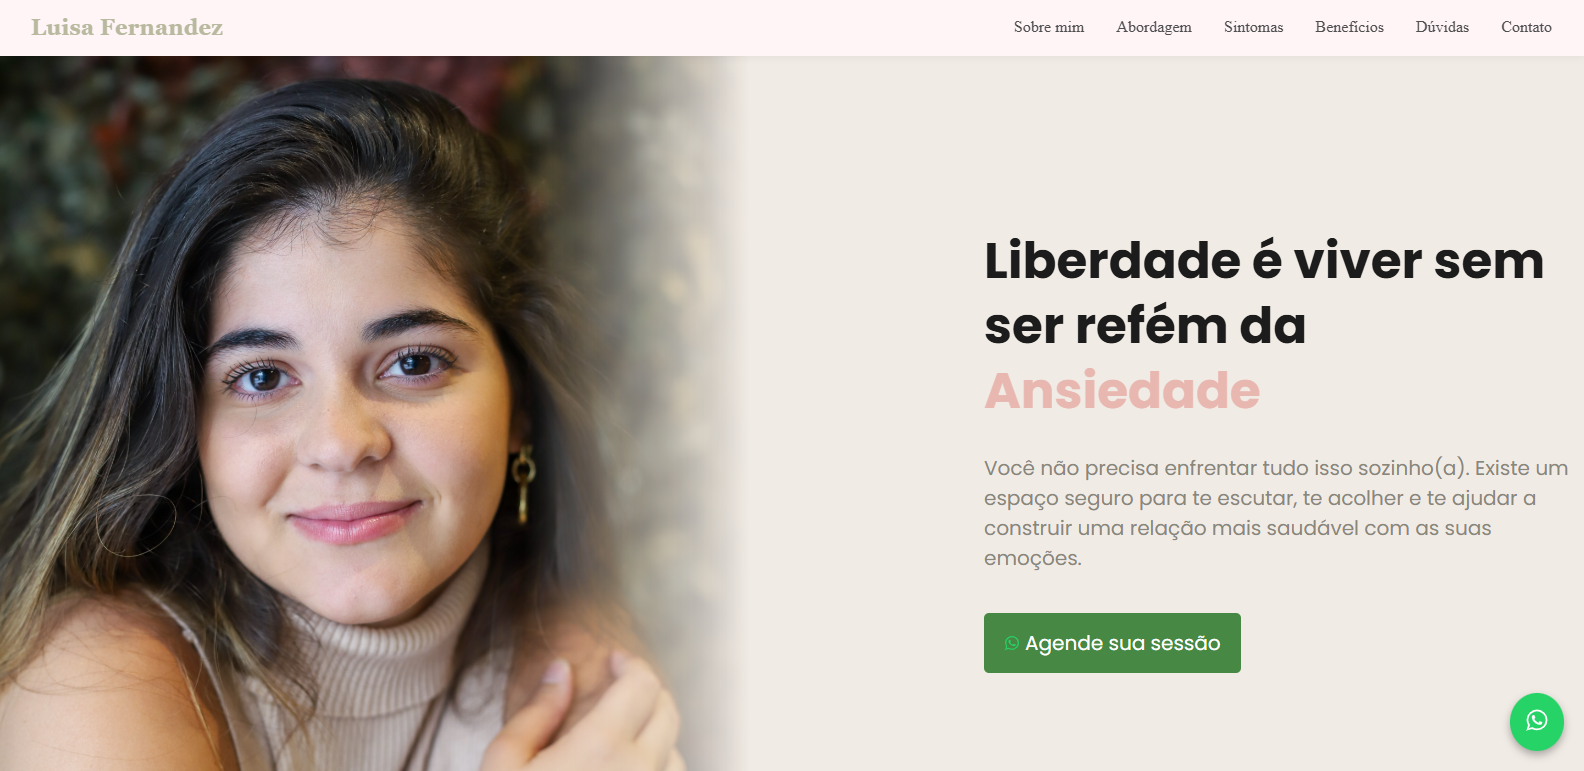 Luisa Fernandez
Sobre mim
Abordagem
Sintomas
Benefícios
Dúvidas
Contato
Liberdade é viver sem
ser refém da
Ansiedade
Você não precisa enfrentar tudo isso sozinho(a). Existe um
espaço seguro para te escutar, te acolher e te ajudar a
construir uma relação mais saudável com as suas
emoções.
Agende sua sessão